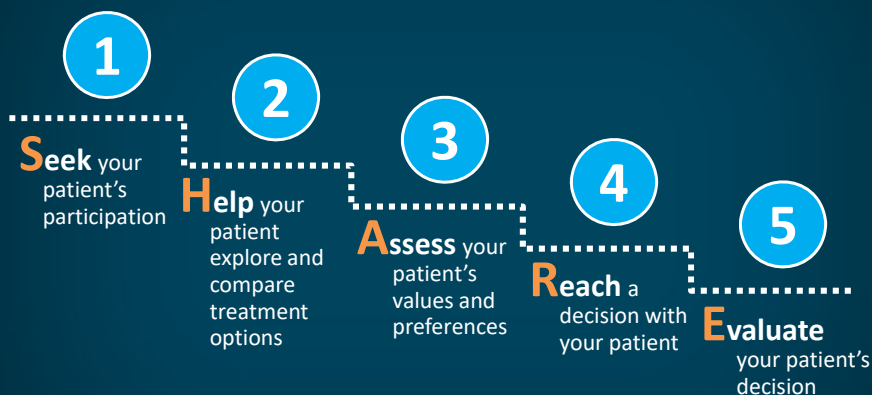 1
Seek your
patient's
participation
2
Help your
patient
explore and
compare
treatment
options
3
Assess your
patient's
values and
preferences
4
Reach a
decision with
your patient
5
Evaluate
your patient's
decision